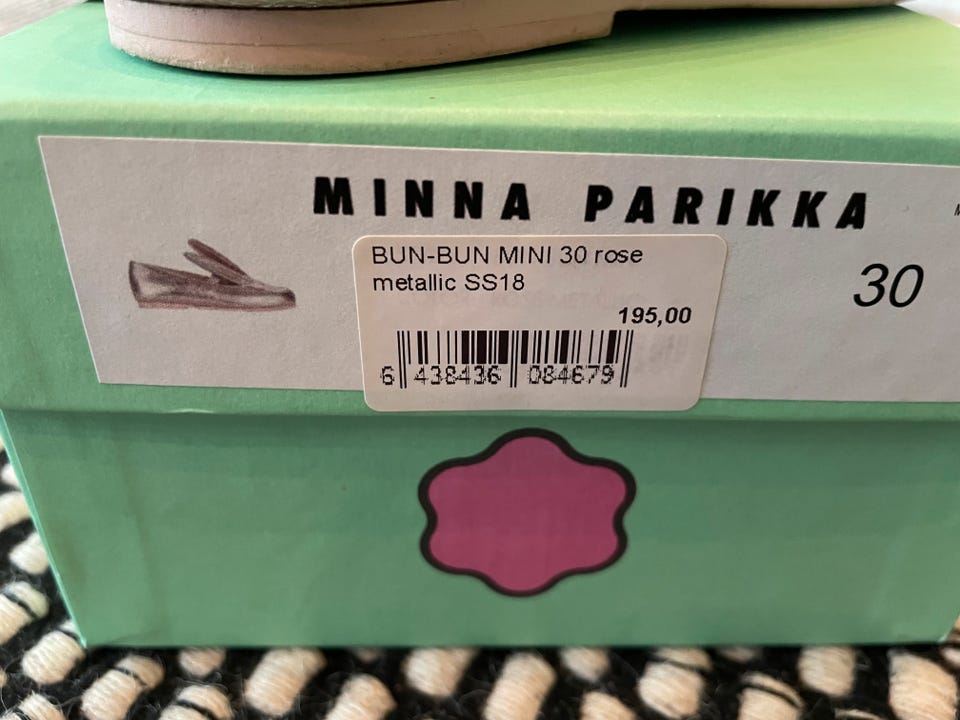 MINNA PARIKKA
BUN-BUN MINI 30 rose
metallic SS18
195,00
6 438436 084679
30